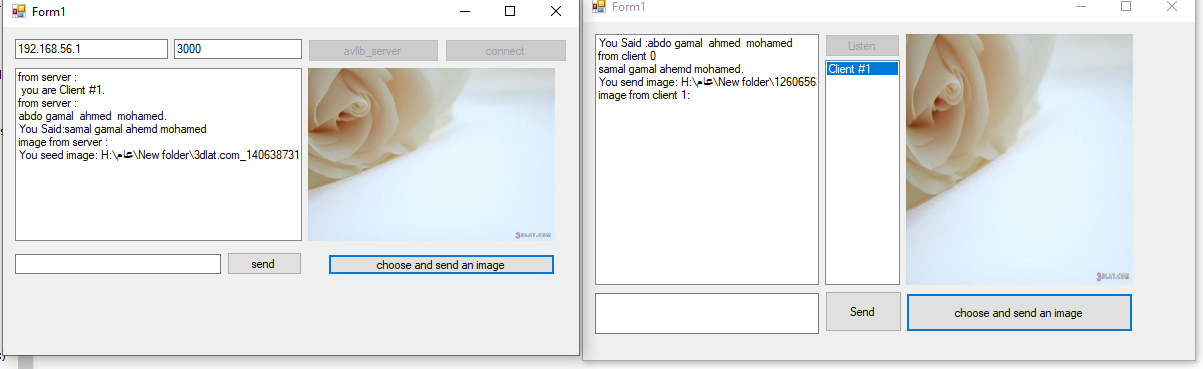 Form1
192.168.56.1
3000
avlib_server
connect
from server :
you are Client #1.
from server :
abdo gamal ahmed mohamed.
You Said:samal gamal ahemd mohamed
image from server :
You seed image: H:\عام\New folder\3dlat.com_140638731
3DLAT.COM
send
choose and send an image
Form1
You Said :abdo gamal ahmed mohamed
from client 0
samal gamal ahemd mohamed.
You send image: H:\عام\New folder\1260656
image from client 1:
Listen
Client #1
3DLAT.COM
Send
choose and send an image